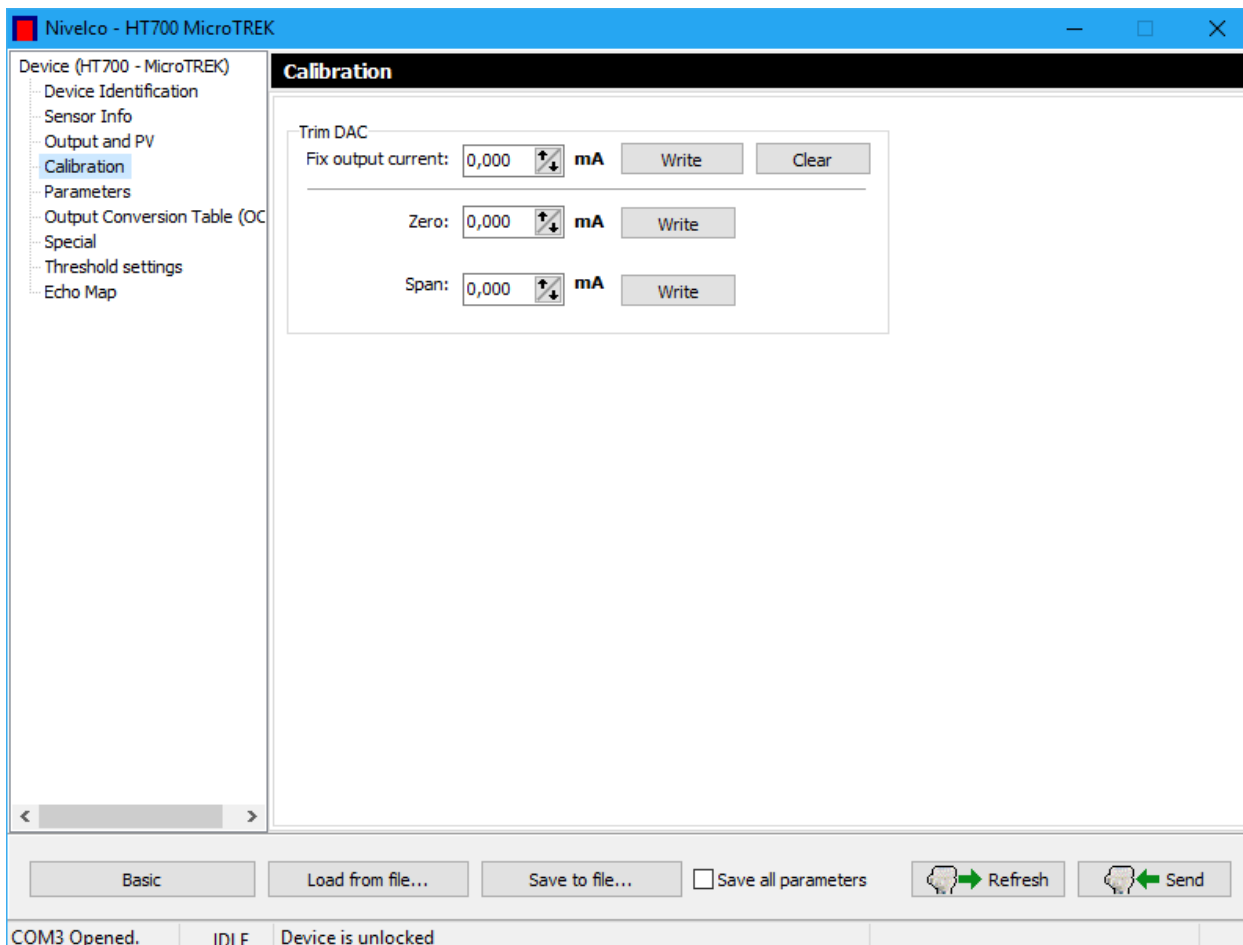 Nivelco - HT700 MicroTREK
Device (HT700 - MicroTREK)
Device Identification
Sensor Info
Output and PV
Calibration
Parameters
Output Conversion Table (OC
Special
Threshold settings
Echo Map
Calibration
Trim DAC
Fix output current: 0,000 mA Write Clear
Zero: 0,000 mA Write
Span: 0,000 mA Write
Basic Load from file... Save to file... Save all parameters Refresh Send
COM3 Opened. IDLE Device is unlocked